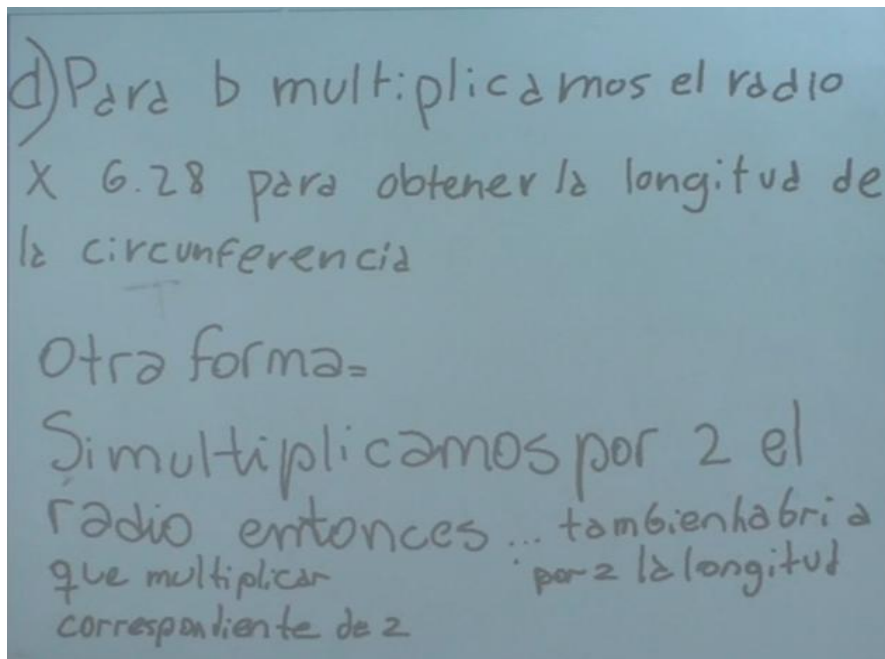 d) Para b multiplicamos el radio
X 6.28 para obtener la longitud de
la circunferencia
Otra forma=
Si multiplicamos por 2 el
radio entonces... tambien habria
que multiplicar por 2 la longitud
correspondiente de 2